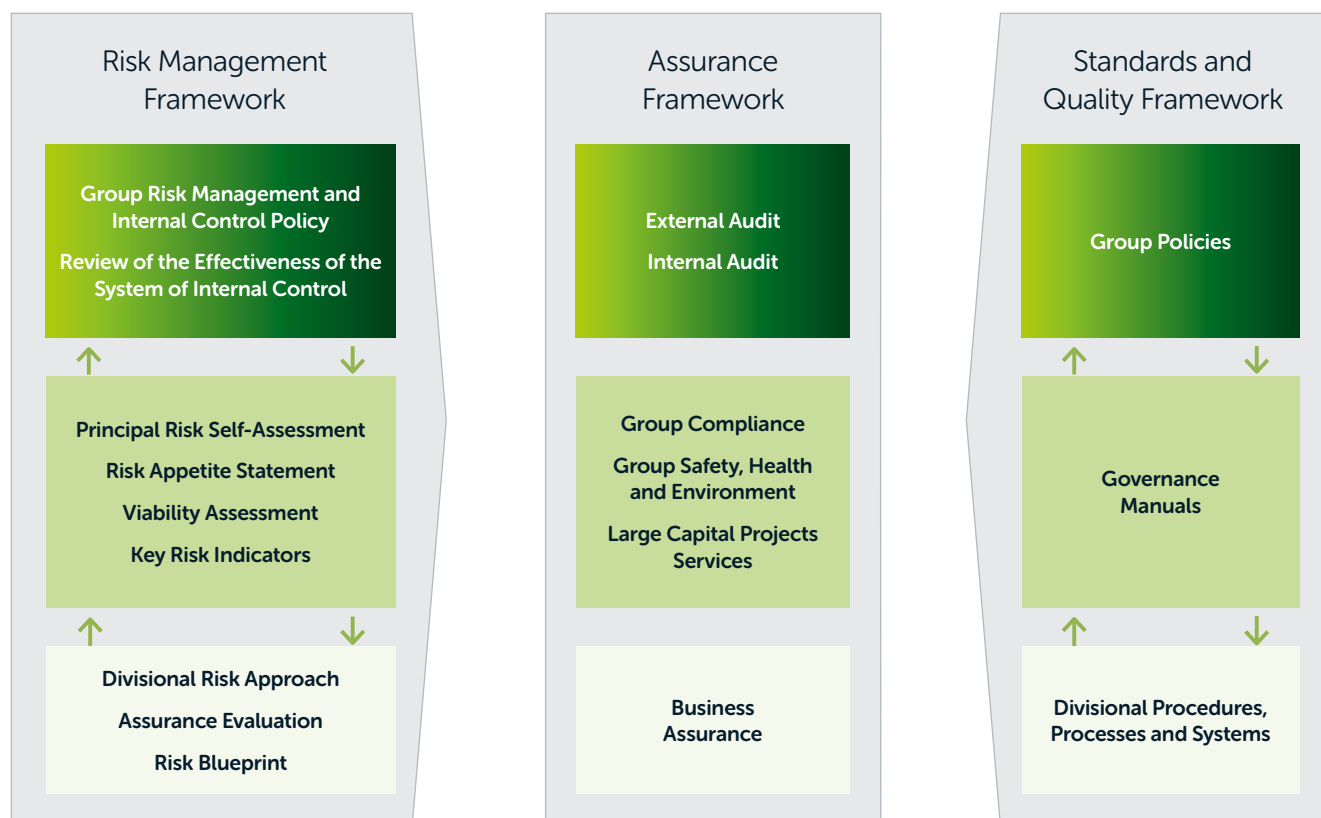 Risk Management
Framework
Group Risk Management and
Internal Control Policy
Review of the Effectiveness of the
System of Internal Control
Principal Risk Self-Assessment
Risk Appetite Statement
Viability Assessment
Key Risk Indicators
Divisional Risk Approach
Assurance Evaluation
Risk Blueprint
Assurance
Framework
External Audit
Internal Audit
Group Compliance
Group Safety, Health
and Environment
Large Capital Projects
Services
Business
Assurance
Standards and
Quality Framework
Group Policies
Governance
Manuals
Divisional Procedures,
Processes and Systems